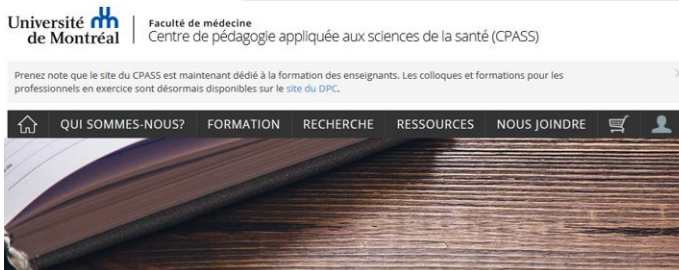 Université
de Montréal
Faculté de médecine
Centre de pédagogie appliquée aux sciences de la santé (CPASS)
Prenez note que le site du CPASS est maintenant dédié à la formation des enseignants. Les colloques et formations pour les
professionnels en exercice sont désormais disponibles sur le site du DPC.
X
QUI SOMMES-NOUS? FORMATION RECHERCHE RESSOURCES NOUS JOINDRE